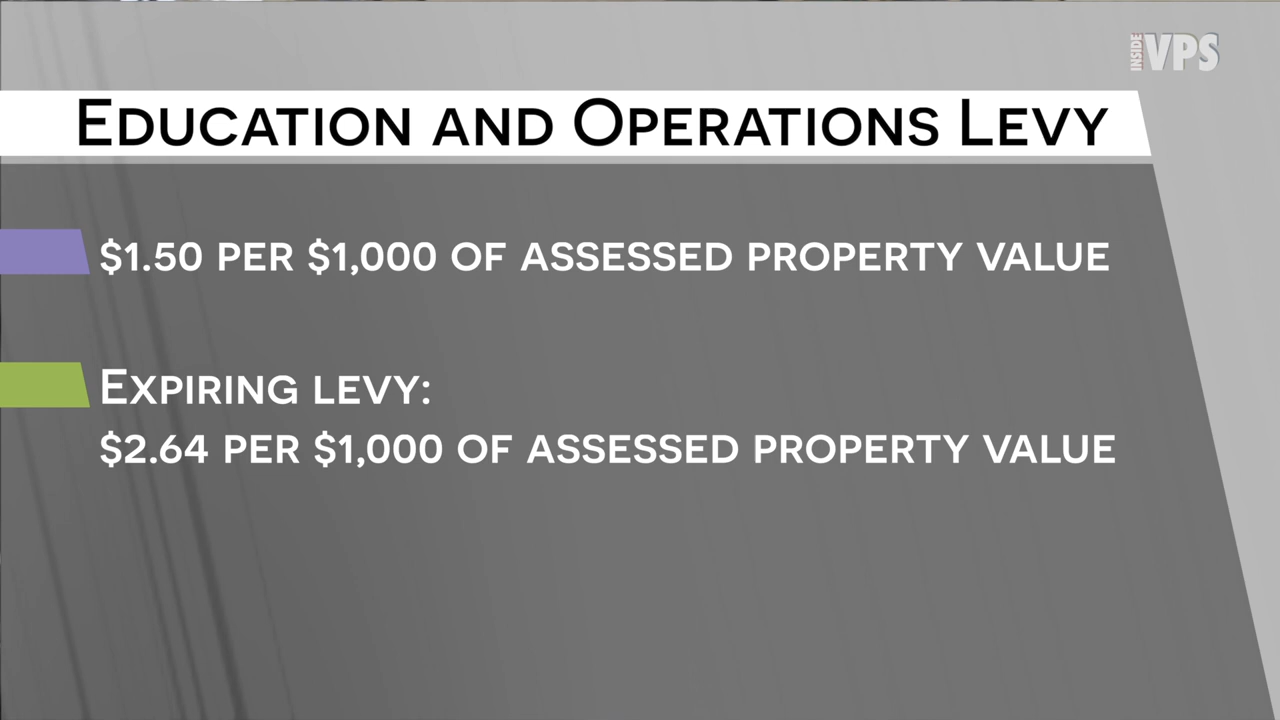 INSIDE VPS
Education and Operations Levy
$1.50 per $1,000 of assessed property value
Expiring levy:
$2.64 per $1,000 of assessed property value